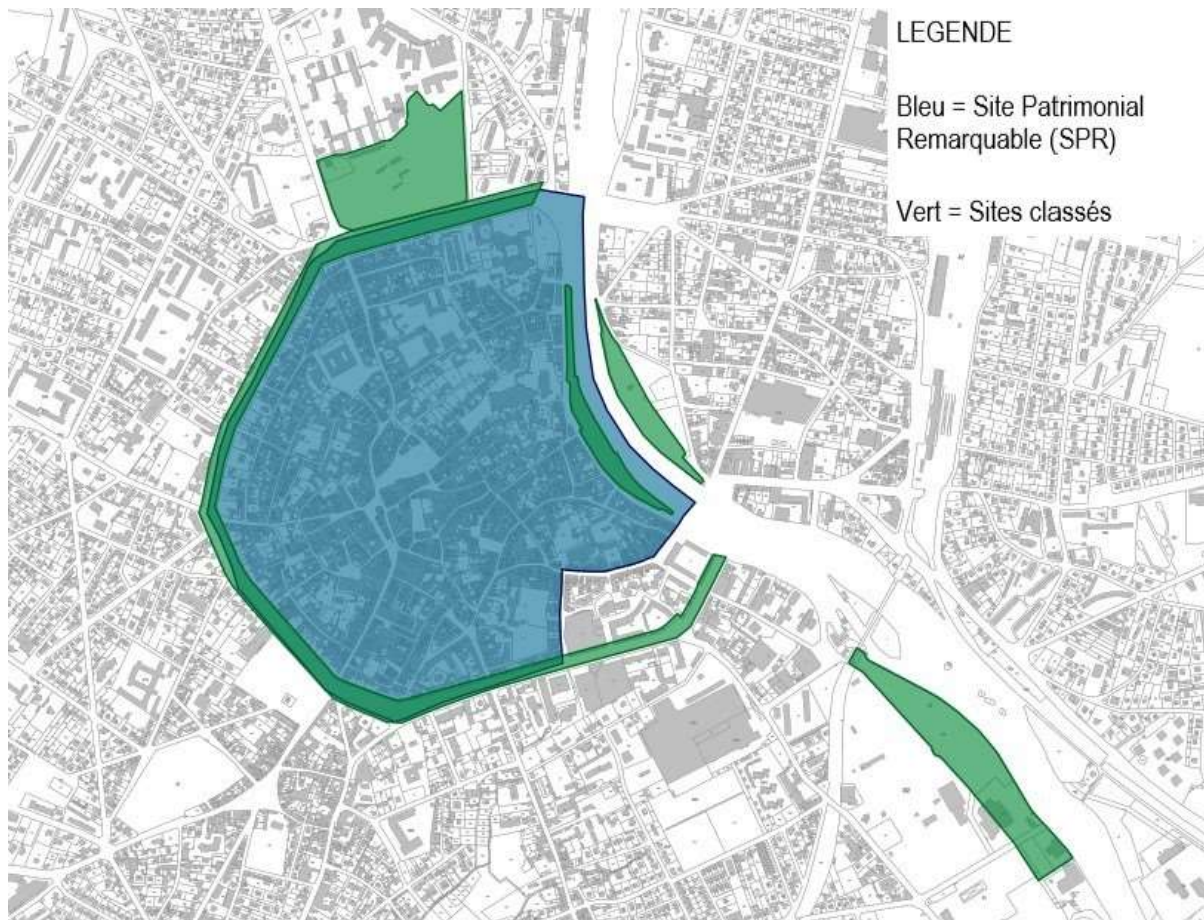 LEGENDE
Bleu = Site Patrimonial
Remarquable (SPR)
Vert = Sites classés